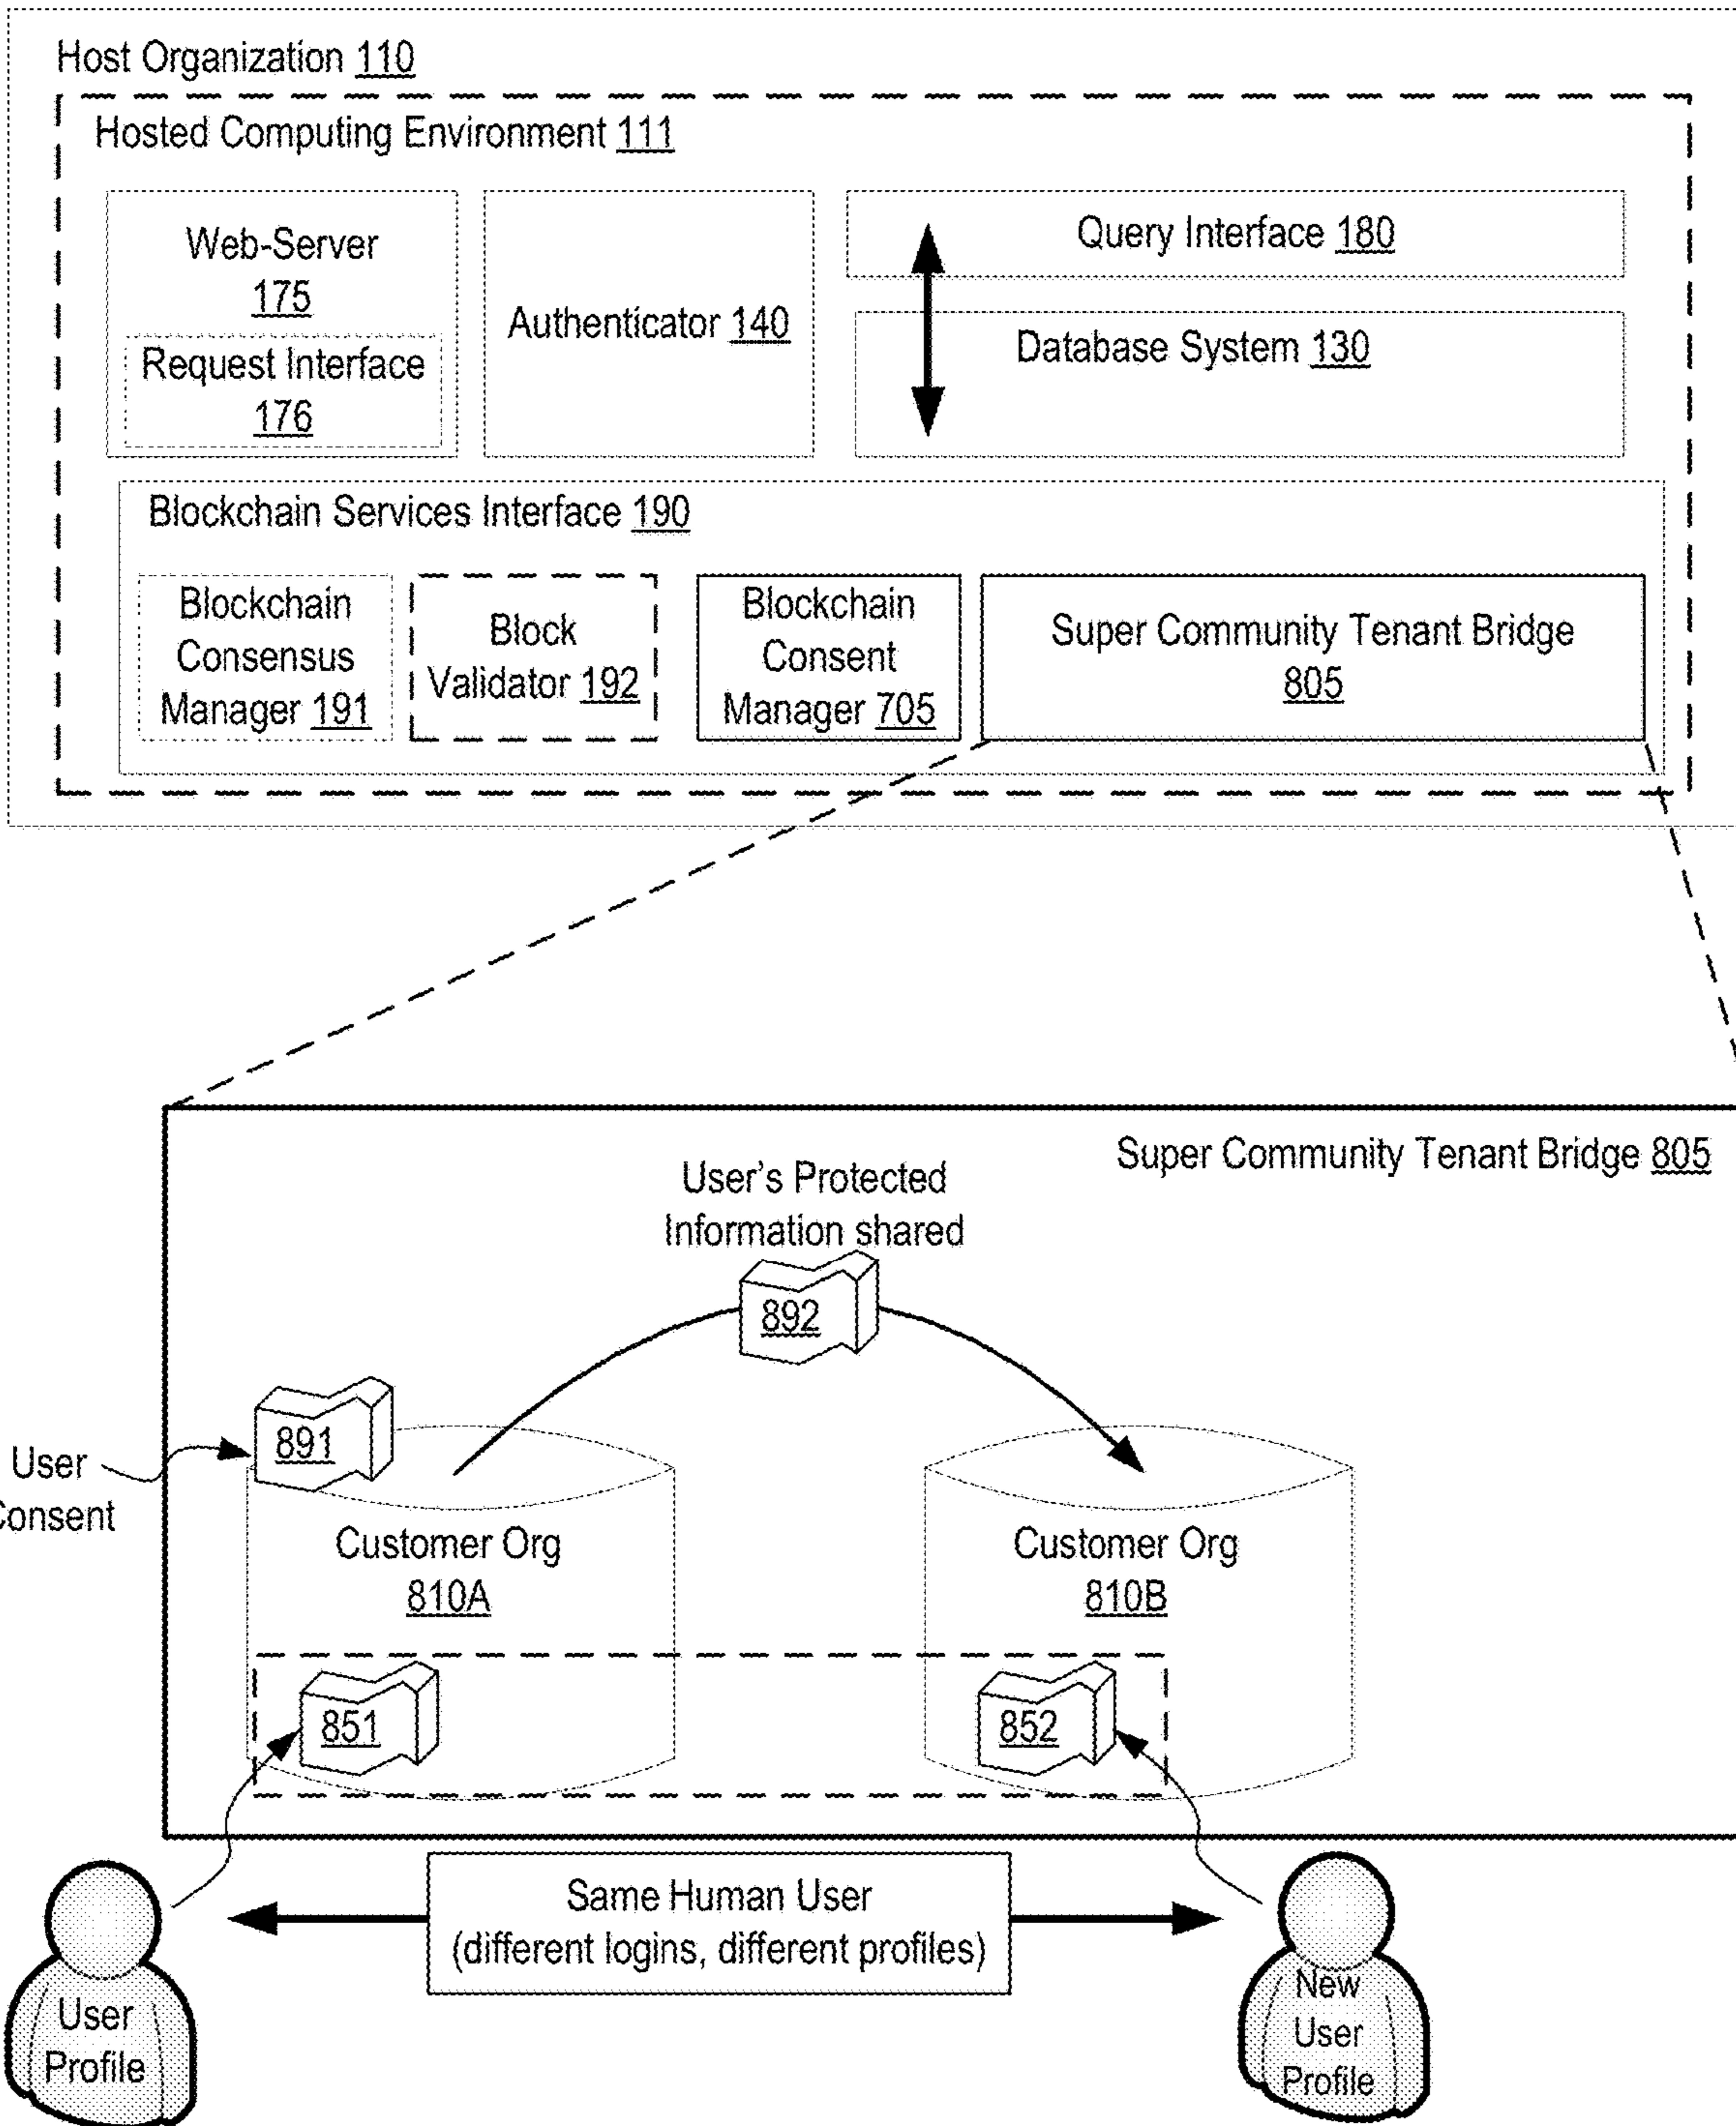 Host Organization 110
Hosted Computing Environment 111
Web-Server
175
Request Interface
176
Authenticator 140
Query Interface 180
Database System 130
Blockchain Services Interface 190
Blockchain
Consensus
Manager 191
Block
Validator 192
Blockchain
Consent
Manager 705
Super Community Tenant Bridge
805
Super Community Tenant Bridge 805
User's Protected
Information shared
892
891
User
Consent
Customer Org
810A
Customer Org
810B
851
852
Same Human User
(different logins, different profiles)
User
Profile
New
User
Profile